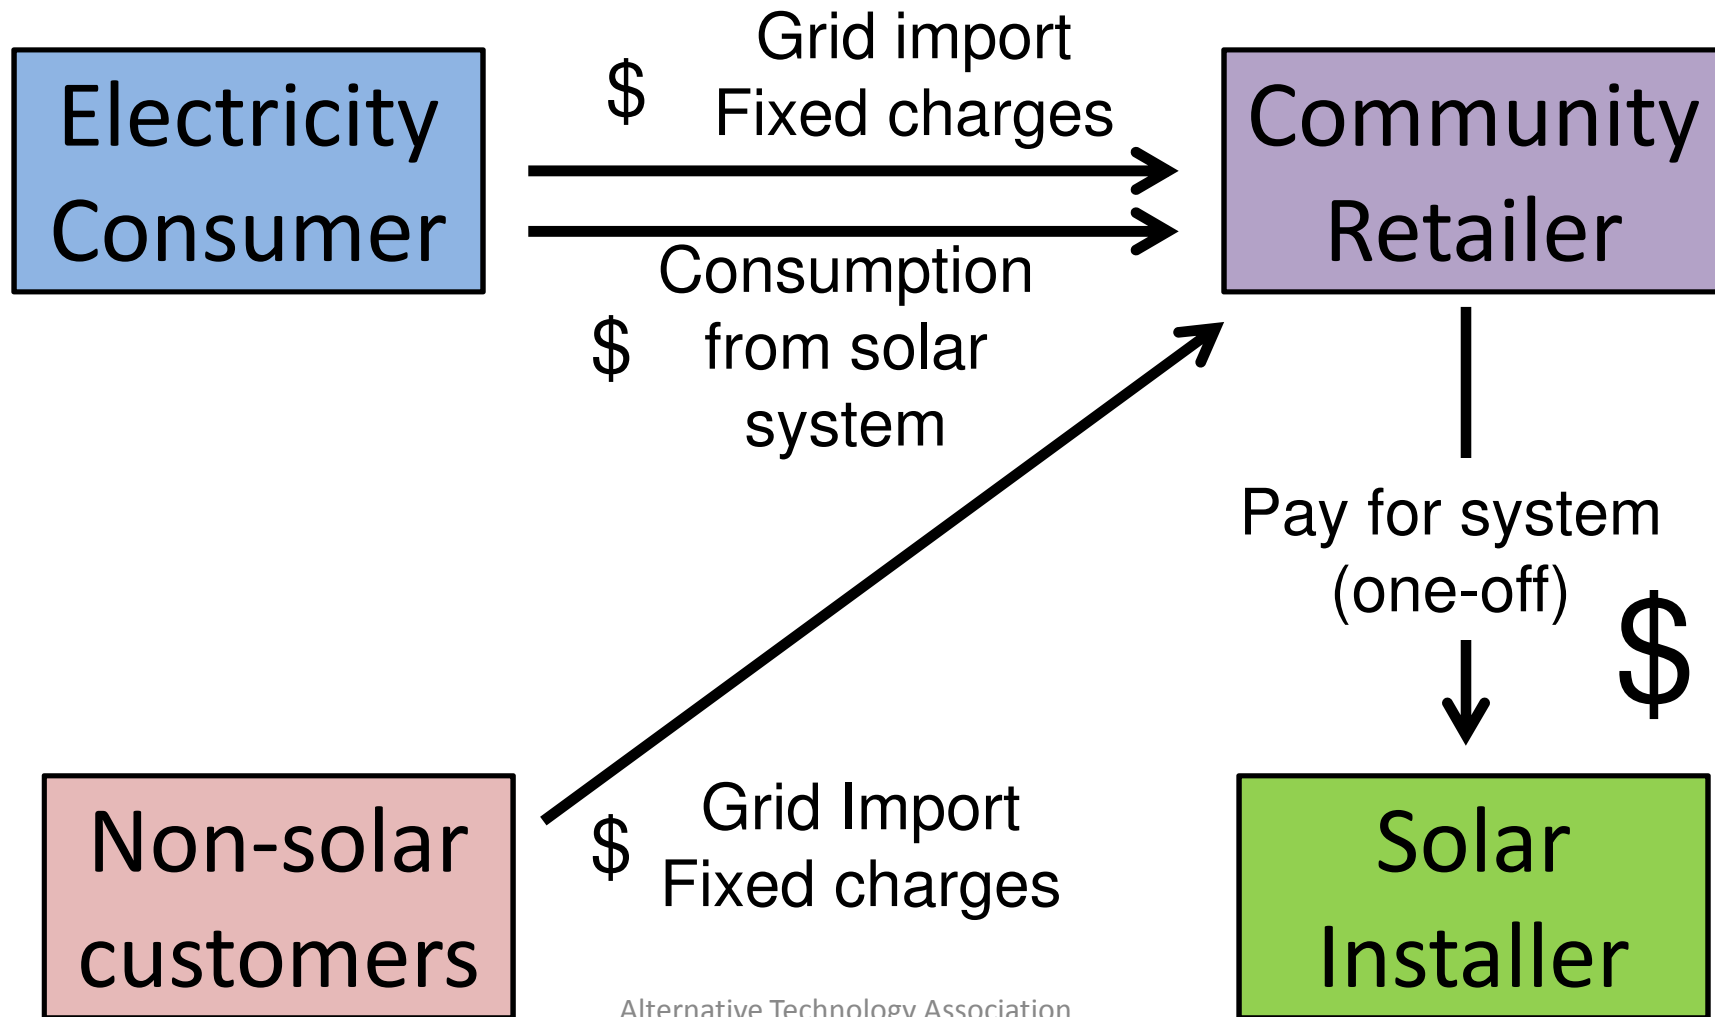 Electricity
Consumer
$
Grid import
Fixed charges
Community
Retailer
$
Consumption
from solar
system
Pay for system
(one-off)
$
Non-solar
customers
$
Grid Import
Fixed charges
Solar
Installer
Alternative Technology Association